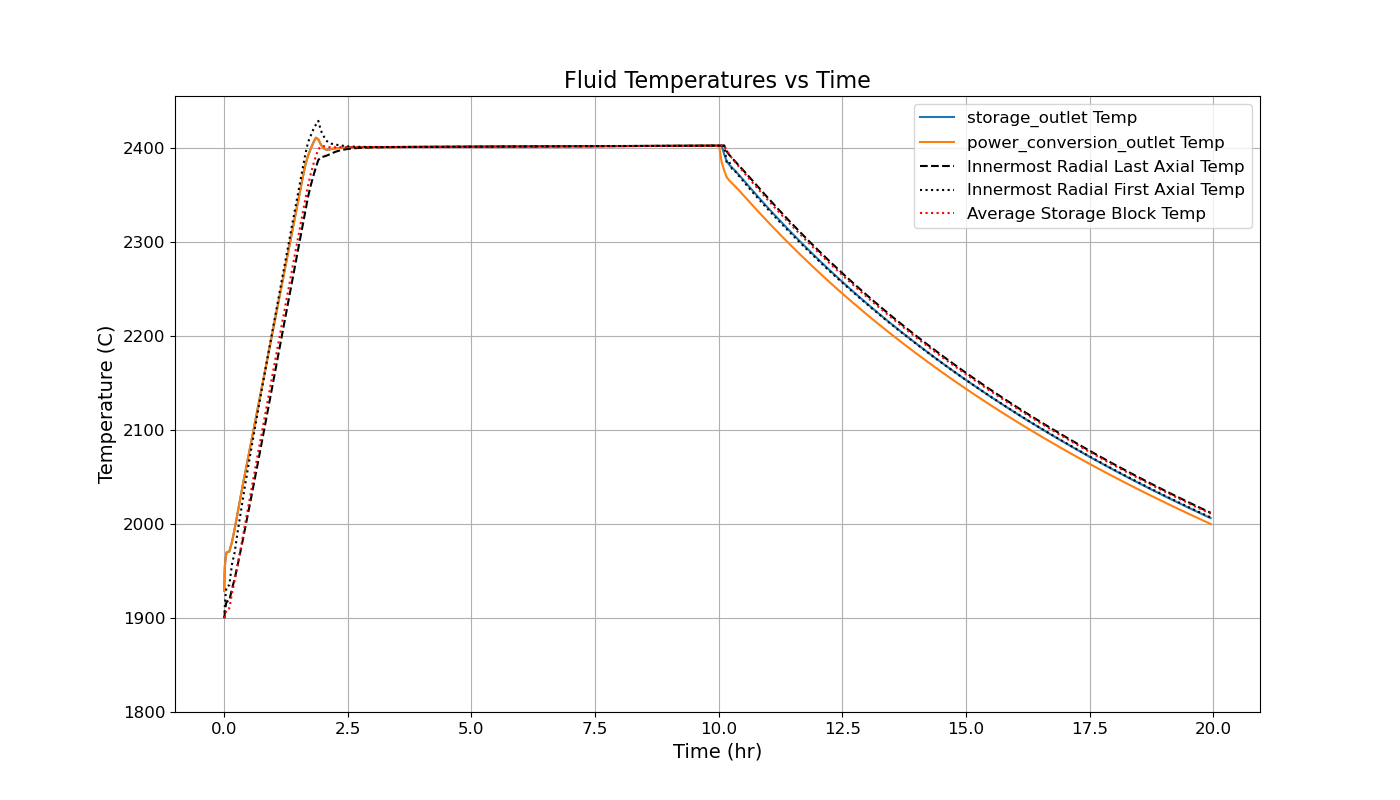 Fluid Temperatures vs Time
storage_outlet Temp
power_conversion_outlet Temp
Innermost Radial Last Axial Temp
Innermost Radial First Axial Temp
Average Storage Block Temp
Temperature (C)
2400
2300
2200
2100
2000
1900
1800
0.0 2.5 5.0 7.5 10.0 12.5 15.0 17.5 20.0
Time (hr)